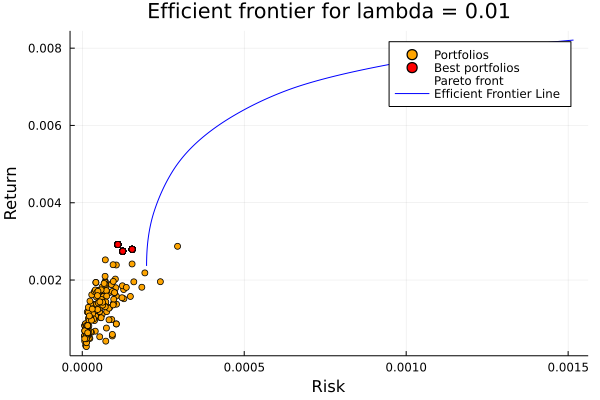 Efficient frontier for lambda = 0.01
Portfolios
Best portfolios
Pareto front
Efficient Frontier Line
Return
0.008
0.006
0.004
0.002
0.0000
0.0005
0.0010
0.0015
Risk